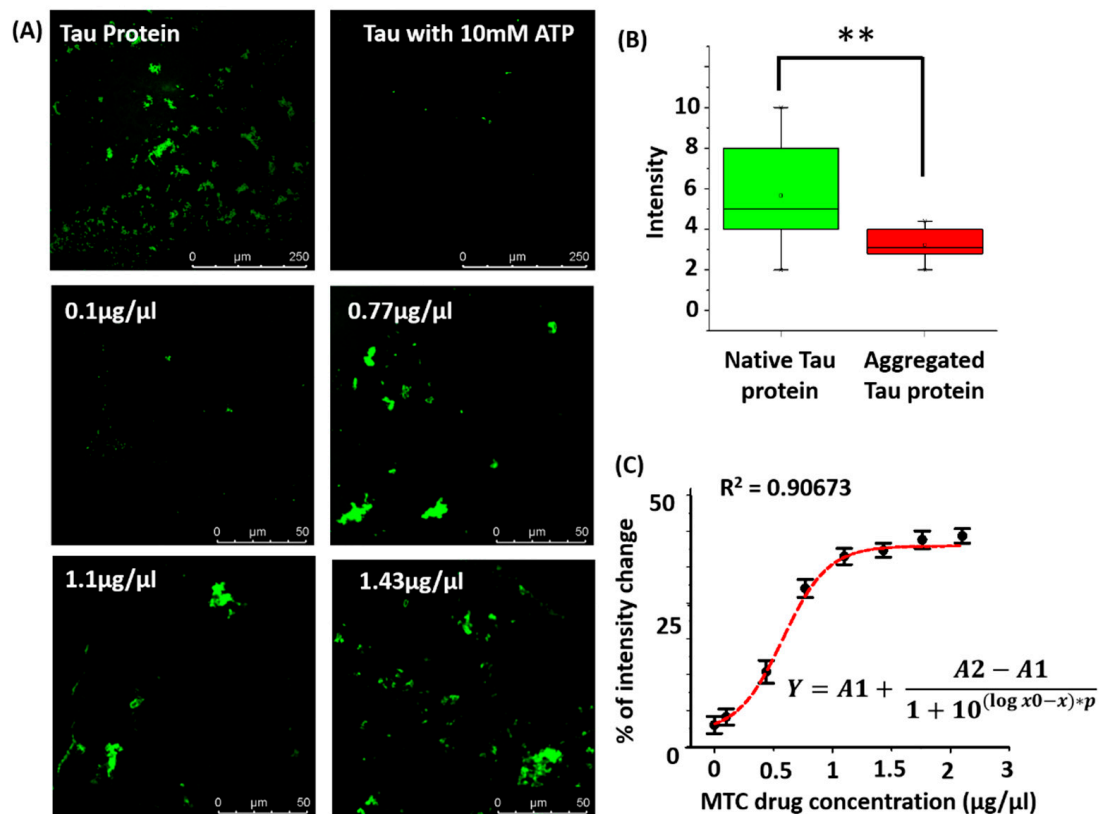 (A)
Tau Protein
Tau with 10mM ATP
0 µm 250
0 µm 250
0.1µg/µl
0.77µg/µl
0 µm 50
0 µm 50
1.1µg/µl
1.43µg/µl
0 µm 50
0 µm 50
(B)
**
Intensity
10
8
6
4
2
0
Native Tau
protein
Aggregated
Tau protein
(C)
R² = 0.90673
% of intensity change
50
25
0
Y = A1 + \frac{A2 − A1}{1 + 10^{(log x0−x)*p}}
0 0.5 1 1.5 2 3
MTC drug concentration (µg/µl)